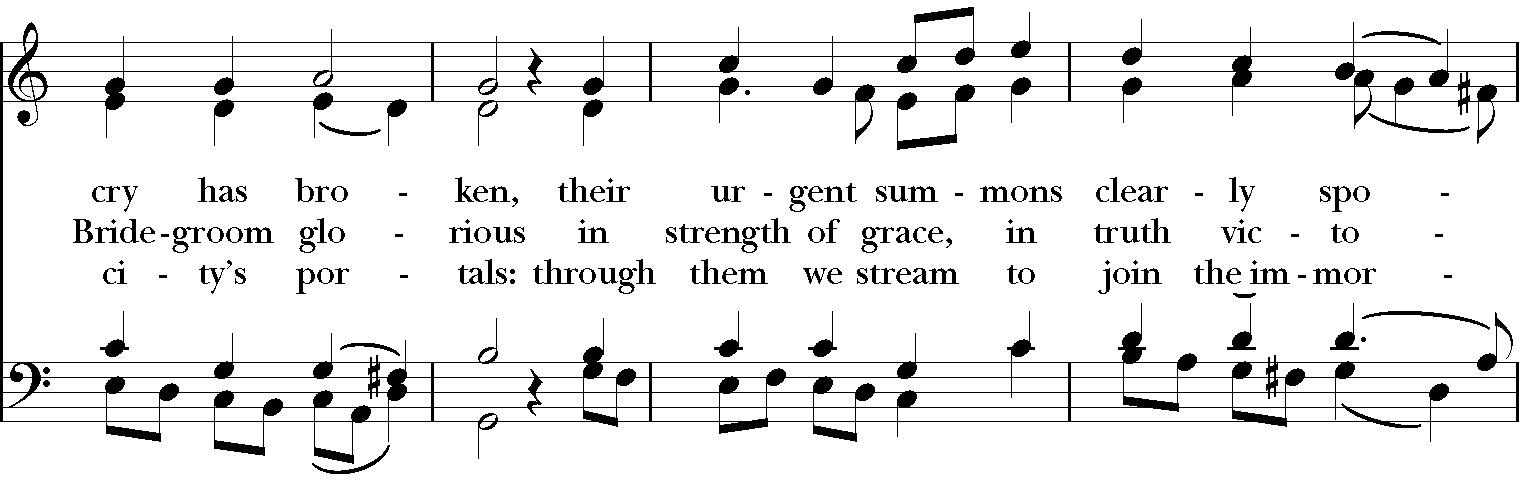 cry has bro - ken, their ur - gent sum - mons clear - ly spo -
Bride-groom glo - rious in strength of grace, in truth vic - to -
ci - ty's por - tals: through them we stream to join the im - mor -